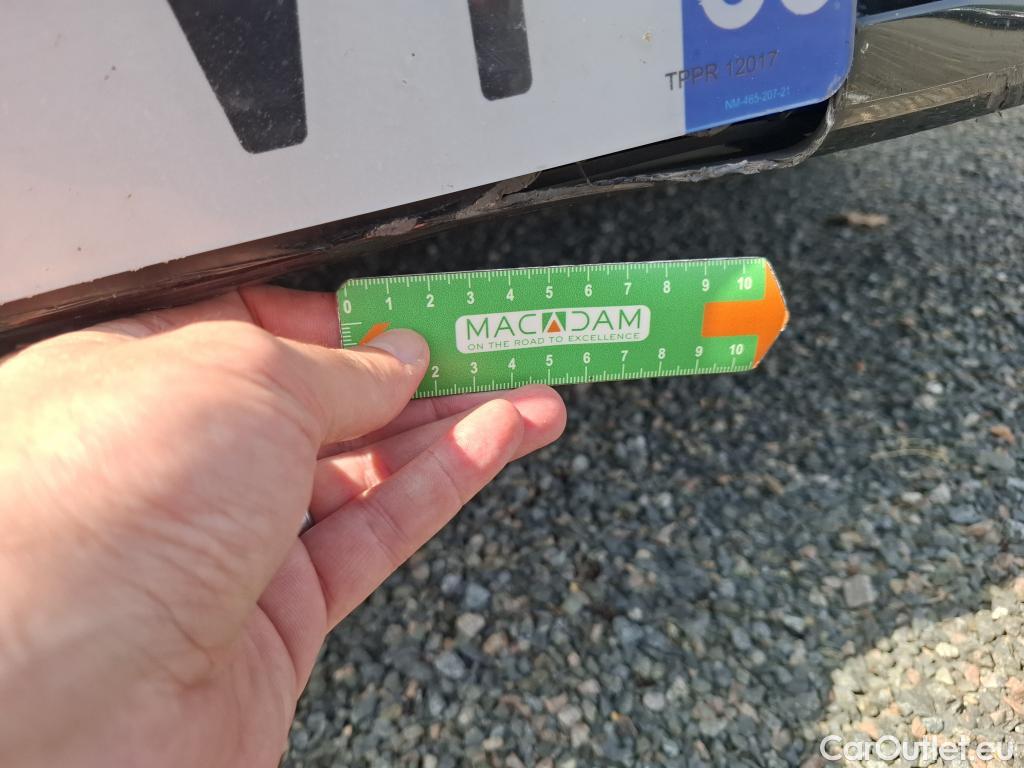 TPPR 12017
NM-465-207-21
0 1 2 3 4 5 6 7 8 9 10
MACADAM
ON THE ROAD TO EXCELLENCE
2 3 4 5 6 7 8 9 10
CarOutlet.eu